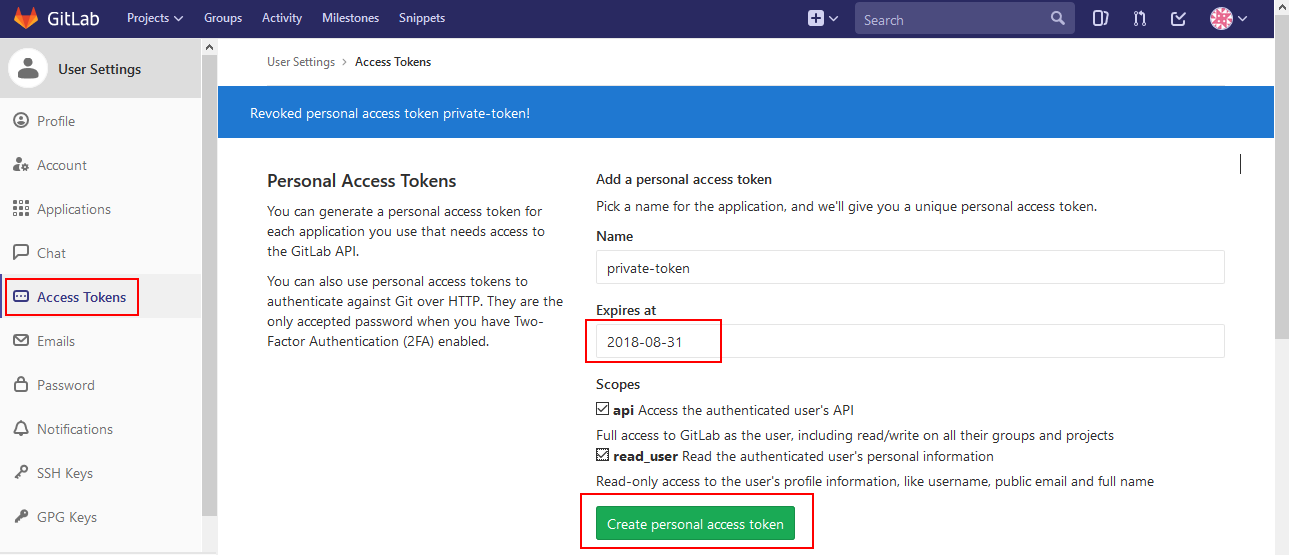 GitLab Projects Groups Activity Milestones Snippets Search
User Settings
Profile
Account
Applications
Chat
Access Tokens
Emails
Password
Notifications
SSH Keys
GPG Keys
User Settings > Access Tokens
Revoked personal access token private-token!
Personal Access Tokens
You can generate a personal access token for
each application you use that needs access to
the GitLab API.
You can also use personal access tokens to
authenticate against Git over HTTP. They are the
only accepted password when you have Two-
Factor Authentication (2FA) enabled.
Add a personal access token
Pick a name for the application, and we'll give you a unique personal access token.
Name
private-token
Expires at
2018-08-31
Scopes
api Access the authenticated user's API
Full access to GitLab as the user, including read/write on all their groups and projects
read_user Read the authenticated user's personal information
Read-only access to the user's profile information, like username, public email and full name
Create personal access token